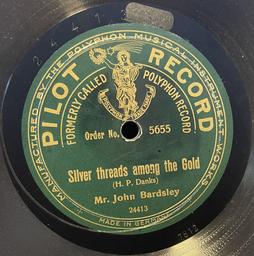 MANUFACTURED BY THE POLYPHON MUSICAL INSTRUMENT-WORKS
PILOT RECORD
FORMERLY CALLED POLYPHON RECORD
Order No. 5655
Silver threads among the Gold
(H. P. Danks)
Mr. John Bardsley
24413
MADE IN GERMANY